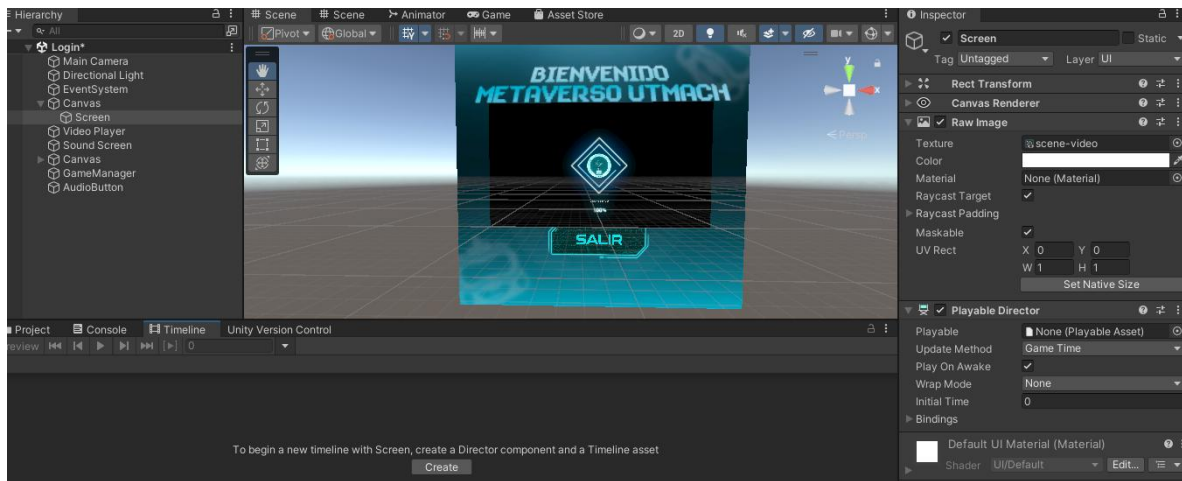 Hierarchy
All
Login*
Main Camera
Directional Light
EventSystem
Canvas
Screen
Video Player
Sound Screen
Canvas
GameManager
AudioButton
Scene
Scene
Animator
Game
Asset Store
Pivot
Global
2D
BIENVENIDO
METAVERSO UTMACH
100%
SALIR
y
x
Persp
Project
Console
Timeline
Unity Version Control
review
0
To begin a new timeline with Screen, create a Director component and a Timeline asset
Create
Inspector
Screen
Static
Tag Untagged
Layer UI
Rect Transform
Canvas Renderer
Raw Image
Texture
scene-video
Color
Material
None (Material)
Raycast Target
Raycast Padding
Maskable
UV Rect
X 0 Y 0
W 1 H 1
Set Native Size
Playable Director
Playable
None (Playable Asset)
Update Method
Game Time
Play On Awake
Wrap Mode
None
Initial Time
0
Bindings
Default UI Material (Material)
Shader UI/Default
Edit...